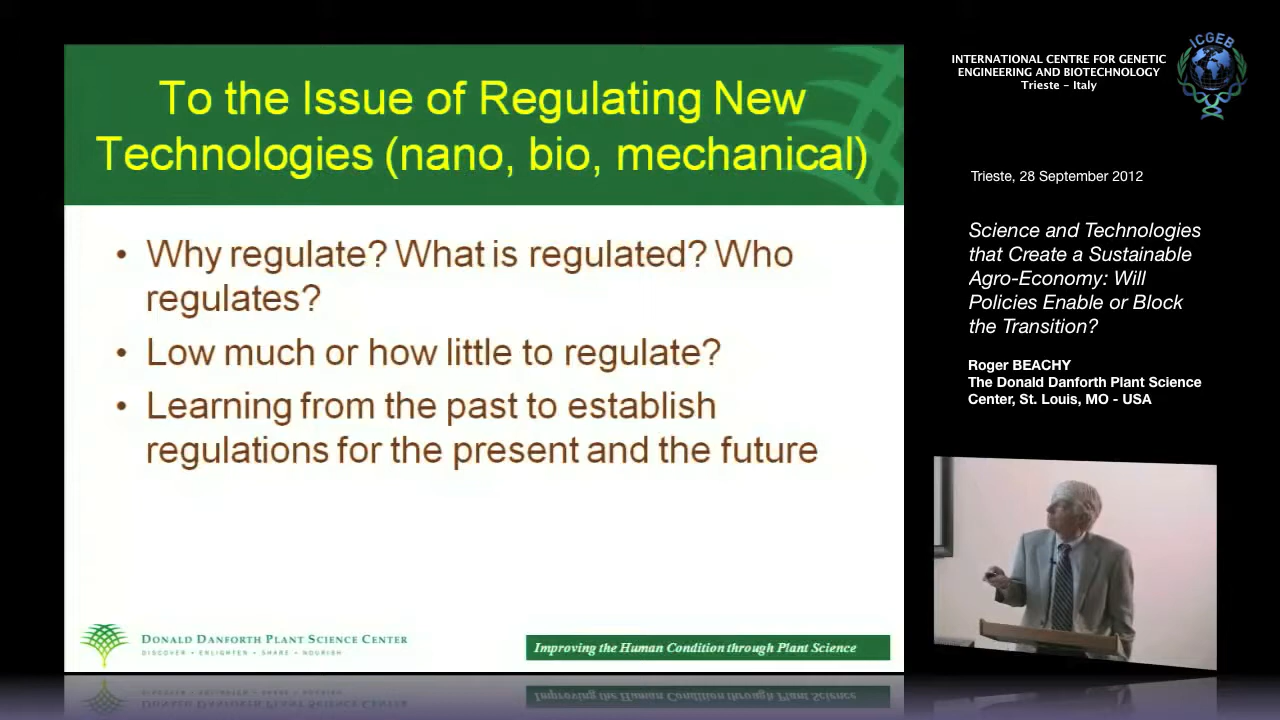 To the Issue of Regulating New
Technologies (nano, bio, mechanical)
• Why regulate? What is regulated? Who
regulates?
• Low much or how little to regulate?
• Learning from the past to establish
regulations for the present and the future
DONALD DANFORTH PLANT SCIENCE CENTER
DISCOVER • ENLIGHTEN • SHARE • NOURISH
Improving the Human Condition through Plant Science
INTERNATIONAL CENTRE FOR GENETIC
ENGINEERING AND BIOTECHNOLOGY
Trieste - Italy
ICGEB
Trieste, 28 September 2012
Science and Technologies
that Create a Sustainable
Agro-Economy: Will
Policies Enable or Block
the Transition?
Roger BEACHY
The Donald Danforth Plant Science
Center, St. Louis, MO - USA